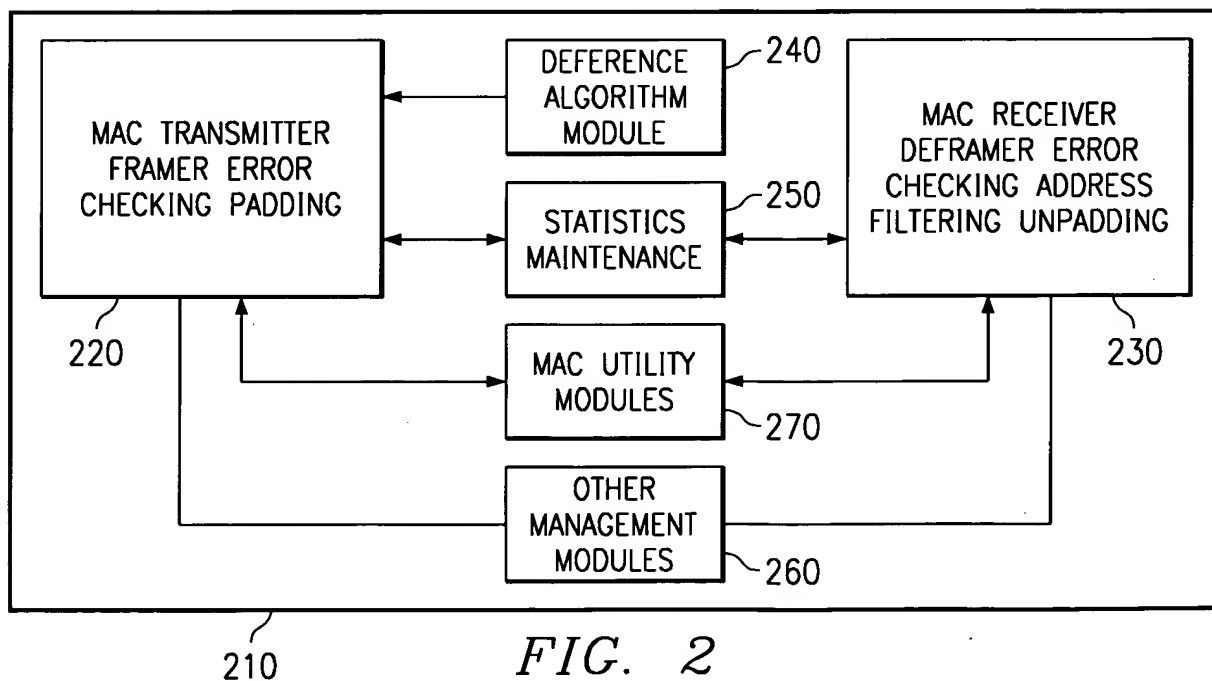 MAC TRANSMITTER
FRAMER ERROR
CHECKING PADDING
220
DEFERENCE
ALGORITHM
MODULE
240
MAC RECEIVER
DEFRAMER ERROR
CHECKING ADDRESS
FILTERING UNPADDING
230
STATISTICS
MAINTENANCE
250
MAC UTILITY
MODULES
270
OTHER
MANAGEMENT
MODULES
260
210
FIG. 2